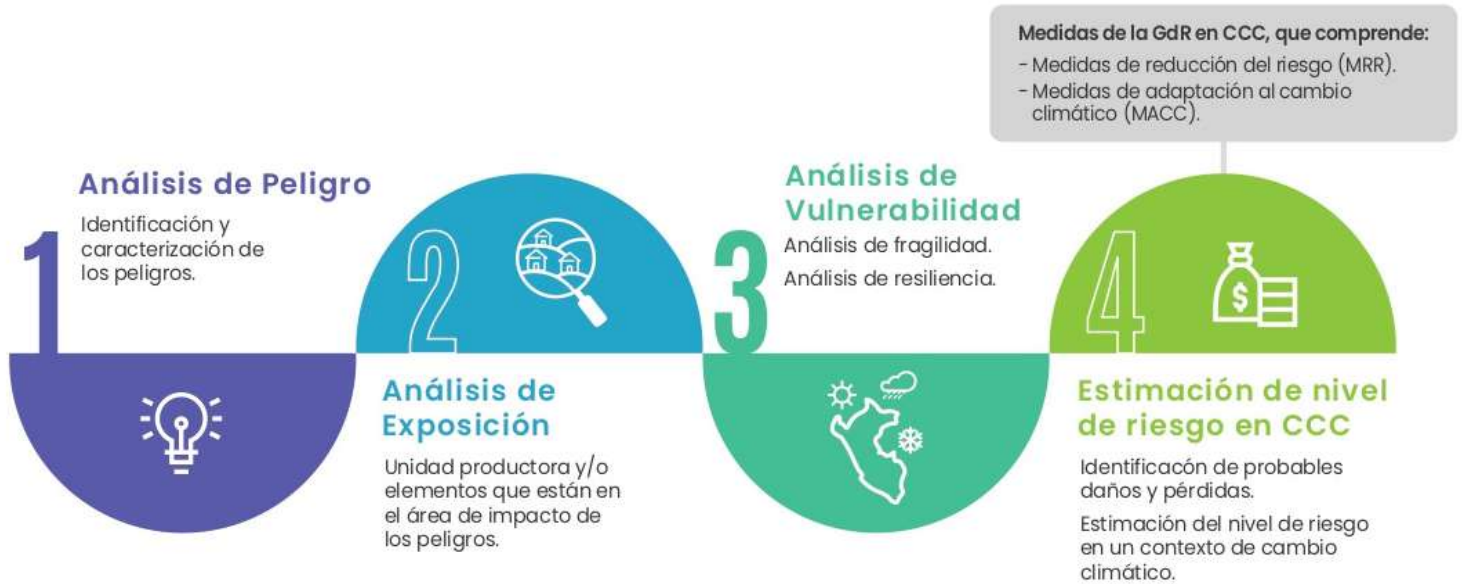 Medidas de la GdR en CCC, que comprende:
- Medidas de reducción del riesgo (MRR).
- Medidas de adaptación al cambio
climático (MACC).
1
Análisis de Peligro
Identificación y
caracterización de
los peligros.
2
Análisis de
Exposición
Unidad productora y/o
elementos que están en
el área de impacto de
los peligros.
3
Análisis de
Vulnerabilidad
Análisis de fragilidad.
Análisis de resiliencia.
4
$
Estimación de nivel
de riesgo en CCC
Identificacón de probables
daños y pérdidas.
Estimación del nivel de riesgo
en un contexto de cambio
climático.